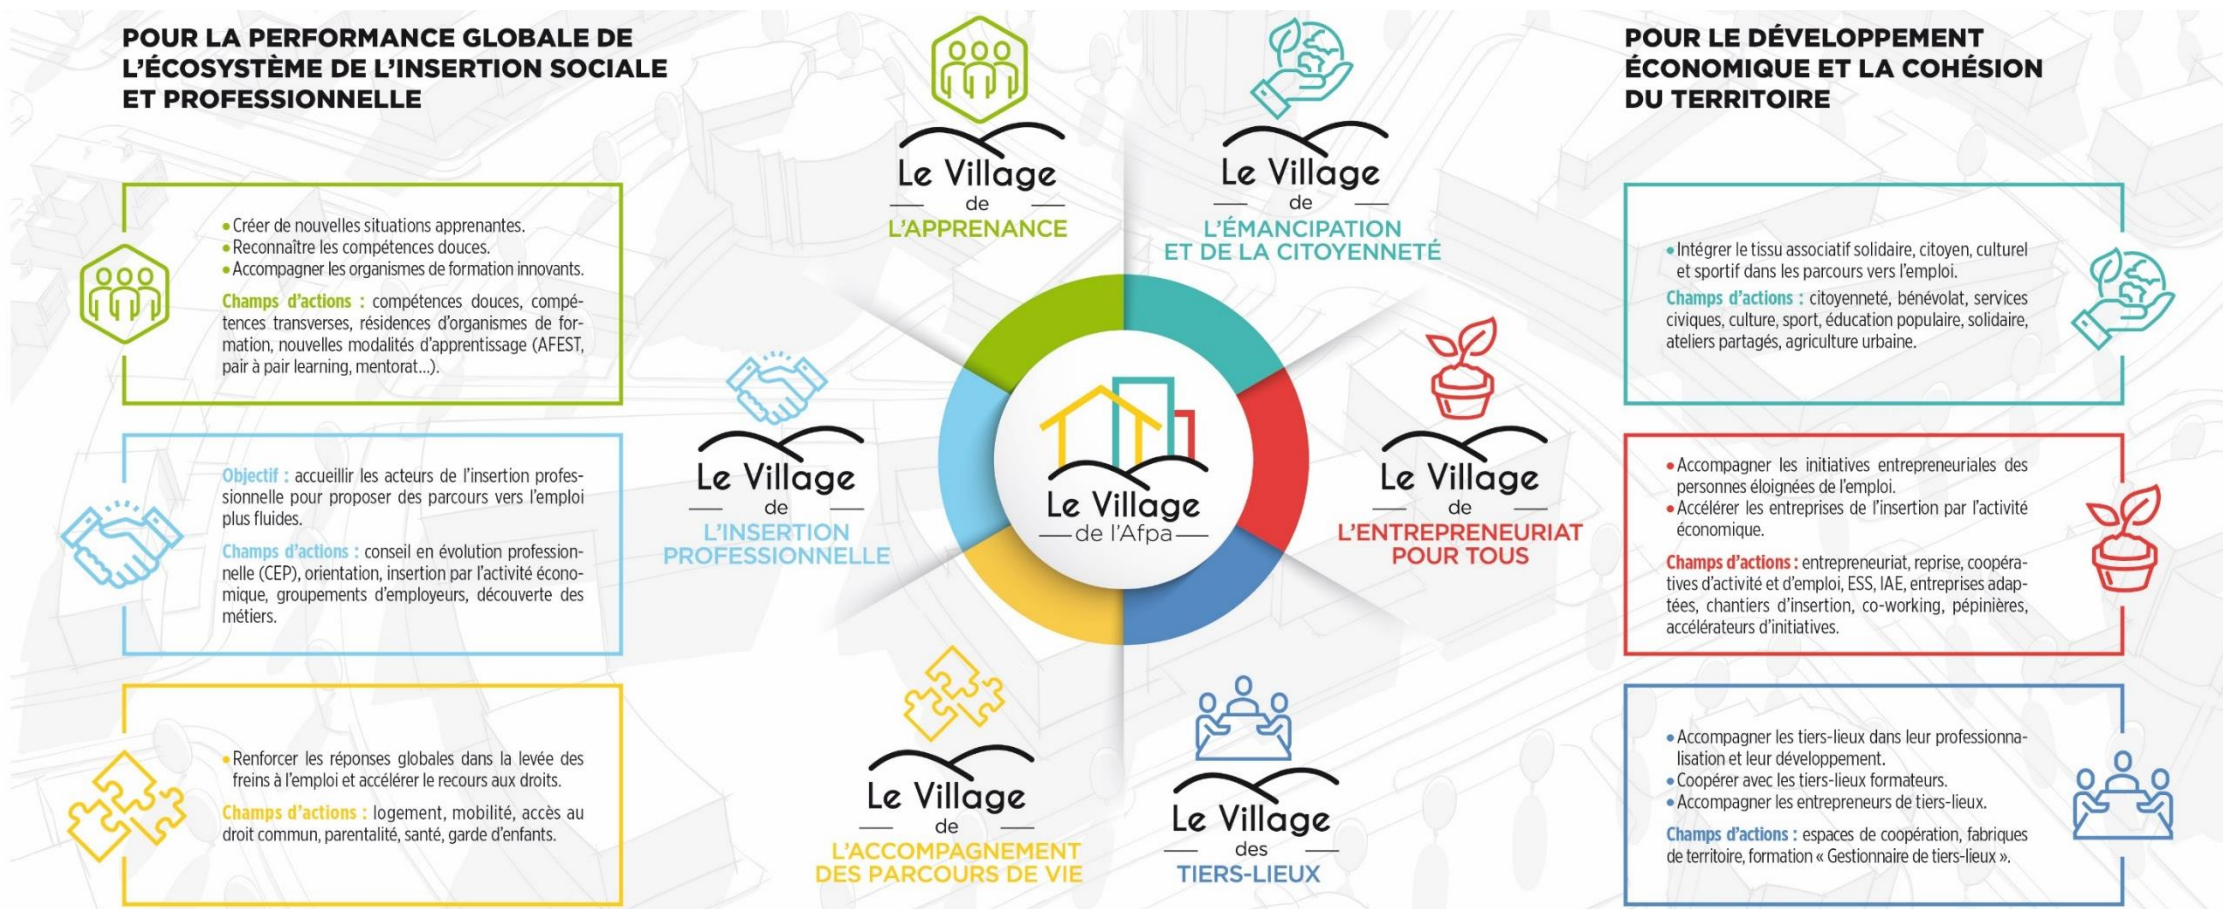 POUR LA PERFORMANCE GLOBALE DE
L'ÉCOSYSTÈME DE L'INSERTION SOCIALE
ET PROFESSIONNELLE
• Créer de nouvelles situations apprenantes.
• Reconnaître les compétences douces.
• Accompagner les organismes de formation innovants.
Champs d'actions : compétences douces, compé-
tences transverses, résidences d'organismes de for-
mation, nouvelles modalités d'apprentissage (AFEST,
pair à pair learning, mentorat...).
Objectif : accueillir les acteurs de l'insertion profes-
sionnelle pour proposer des parcours vers l'emploi
plus fluides.
Champs d'actions : conseil en évolution profession-
nelle (CEP), orientation, insertion par l'activité écono-
mique, groupements d'employeurs, découverte des
métiers.
• Renforcer les réponses globales dans la levée des
freins à l'emploi et accélérer le recours aux droits.
Champs d'actions : logement, mobilité, accès au
droit commun, parentalité, santé, garde d'enfants.
Le Village
de
L'APPRENANCE
Le Village
de
L'ÉMANCIPATION
ET DE LA CITOYENNETÉ
Le Village
de
L'INSERTION
PROFESSIONNELLE
Le Village
de l'Afpa
Le Village
de
L'ENTREPRENEURIAT
POUR TOUS
Le Village
de
L'ACCOMPAGNEMENT
DES PARCOURS DE VIE
Le Village
des
TIERS-LIEUX
POUR LE DÉVELOPPEMENT
ÉCONOMIQUE ET LA COHÉSION
DU TERRITOIRE
• Intégrer le tissu associatif solidaire, citoyen, culturel
et sportif dans les parcours vers l'emploi.
Champs d'actions : citoyenneté, bénévolat, services
civiques, culture, sport, éducation populaire, solidaire,
ateliers partagés, agriculture urbaine.
• Accompagner les initiatives entrepreneuriales des
personnes éloignées de l'emploi.
• Accélérer les entreprises de l'insertion par l'activité
économique.
Champs d'actions : entrepreneuriat, reprise, coopéra-
tives d'activité et d'emploi, ESS, IAE, entreprises adap-
tées, chantiers d'insertion, co-working, pépinières,
accélérateurs d'initiatives.
• Accompagner les tiers-lieux dans leur professionna-
lisation et leur développement.
• Coopérer avec les tiers-lieux formateurs.
• Accompagner les entrepreneurs de tiers-lieux.
Champs d'actions : espaces de coopération, fabriques
de territoire, formation « Gestionnaire de tiers-lieux ».